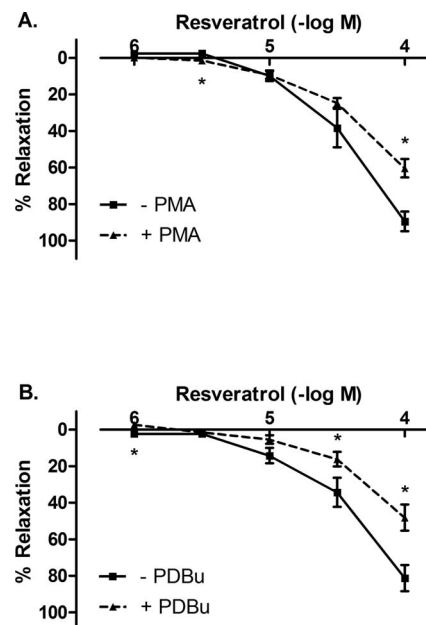 A.
Resveratrol (-log M)
6 5 4
0
*
20
40
*
60
80
100
% Relaxation
- PMA
+ PMA
B.
Resveratrol (-log M)
6 5 4
0
*
*
20
*
40
60
80
100
% Relaxation
- PDBu
+ PDBu